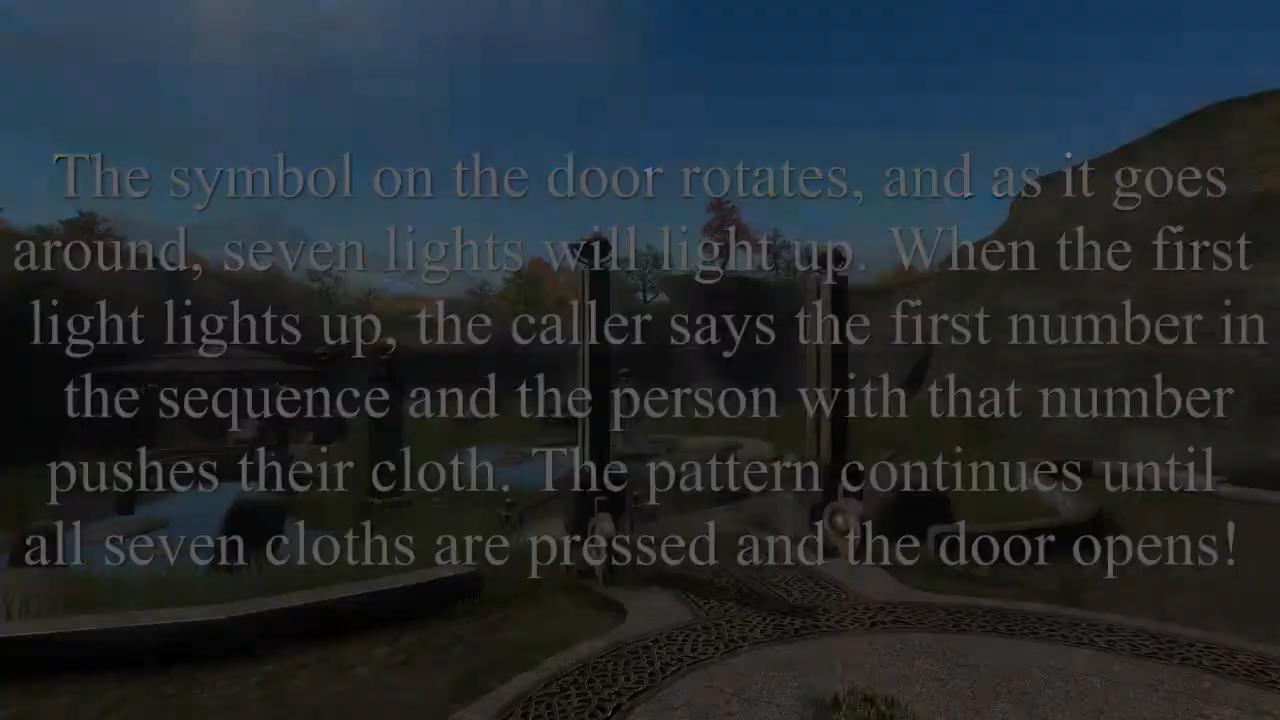 The symbol on the door rotates, and as it goes
around, seven lights will light up. When the first
light lights up, the caller says the first number in
the sequence and the person with that number
pushes their cloth. The pattern continues until
all seven cloths are pressed and the door opens!